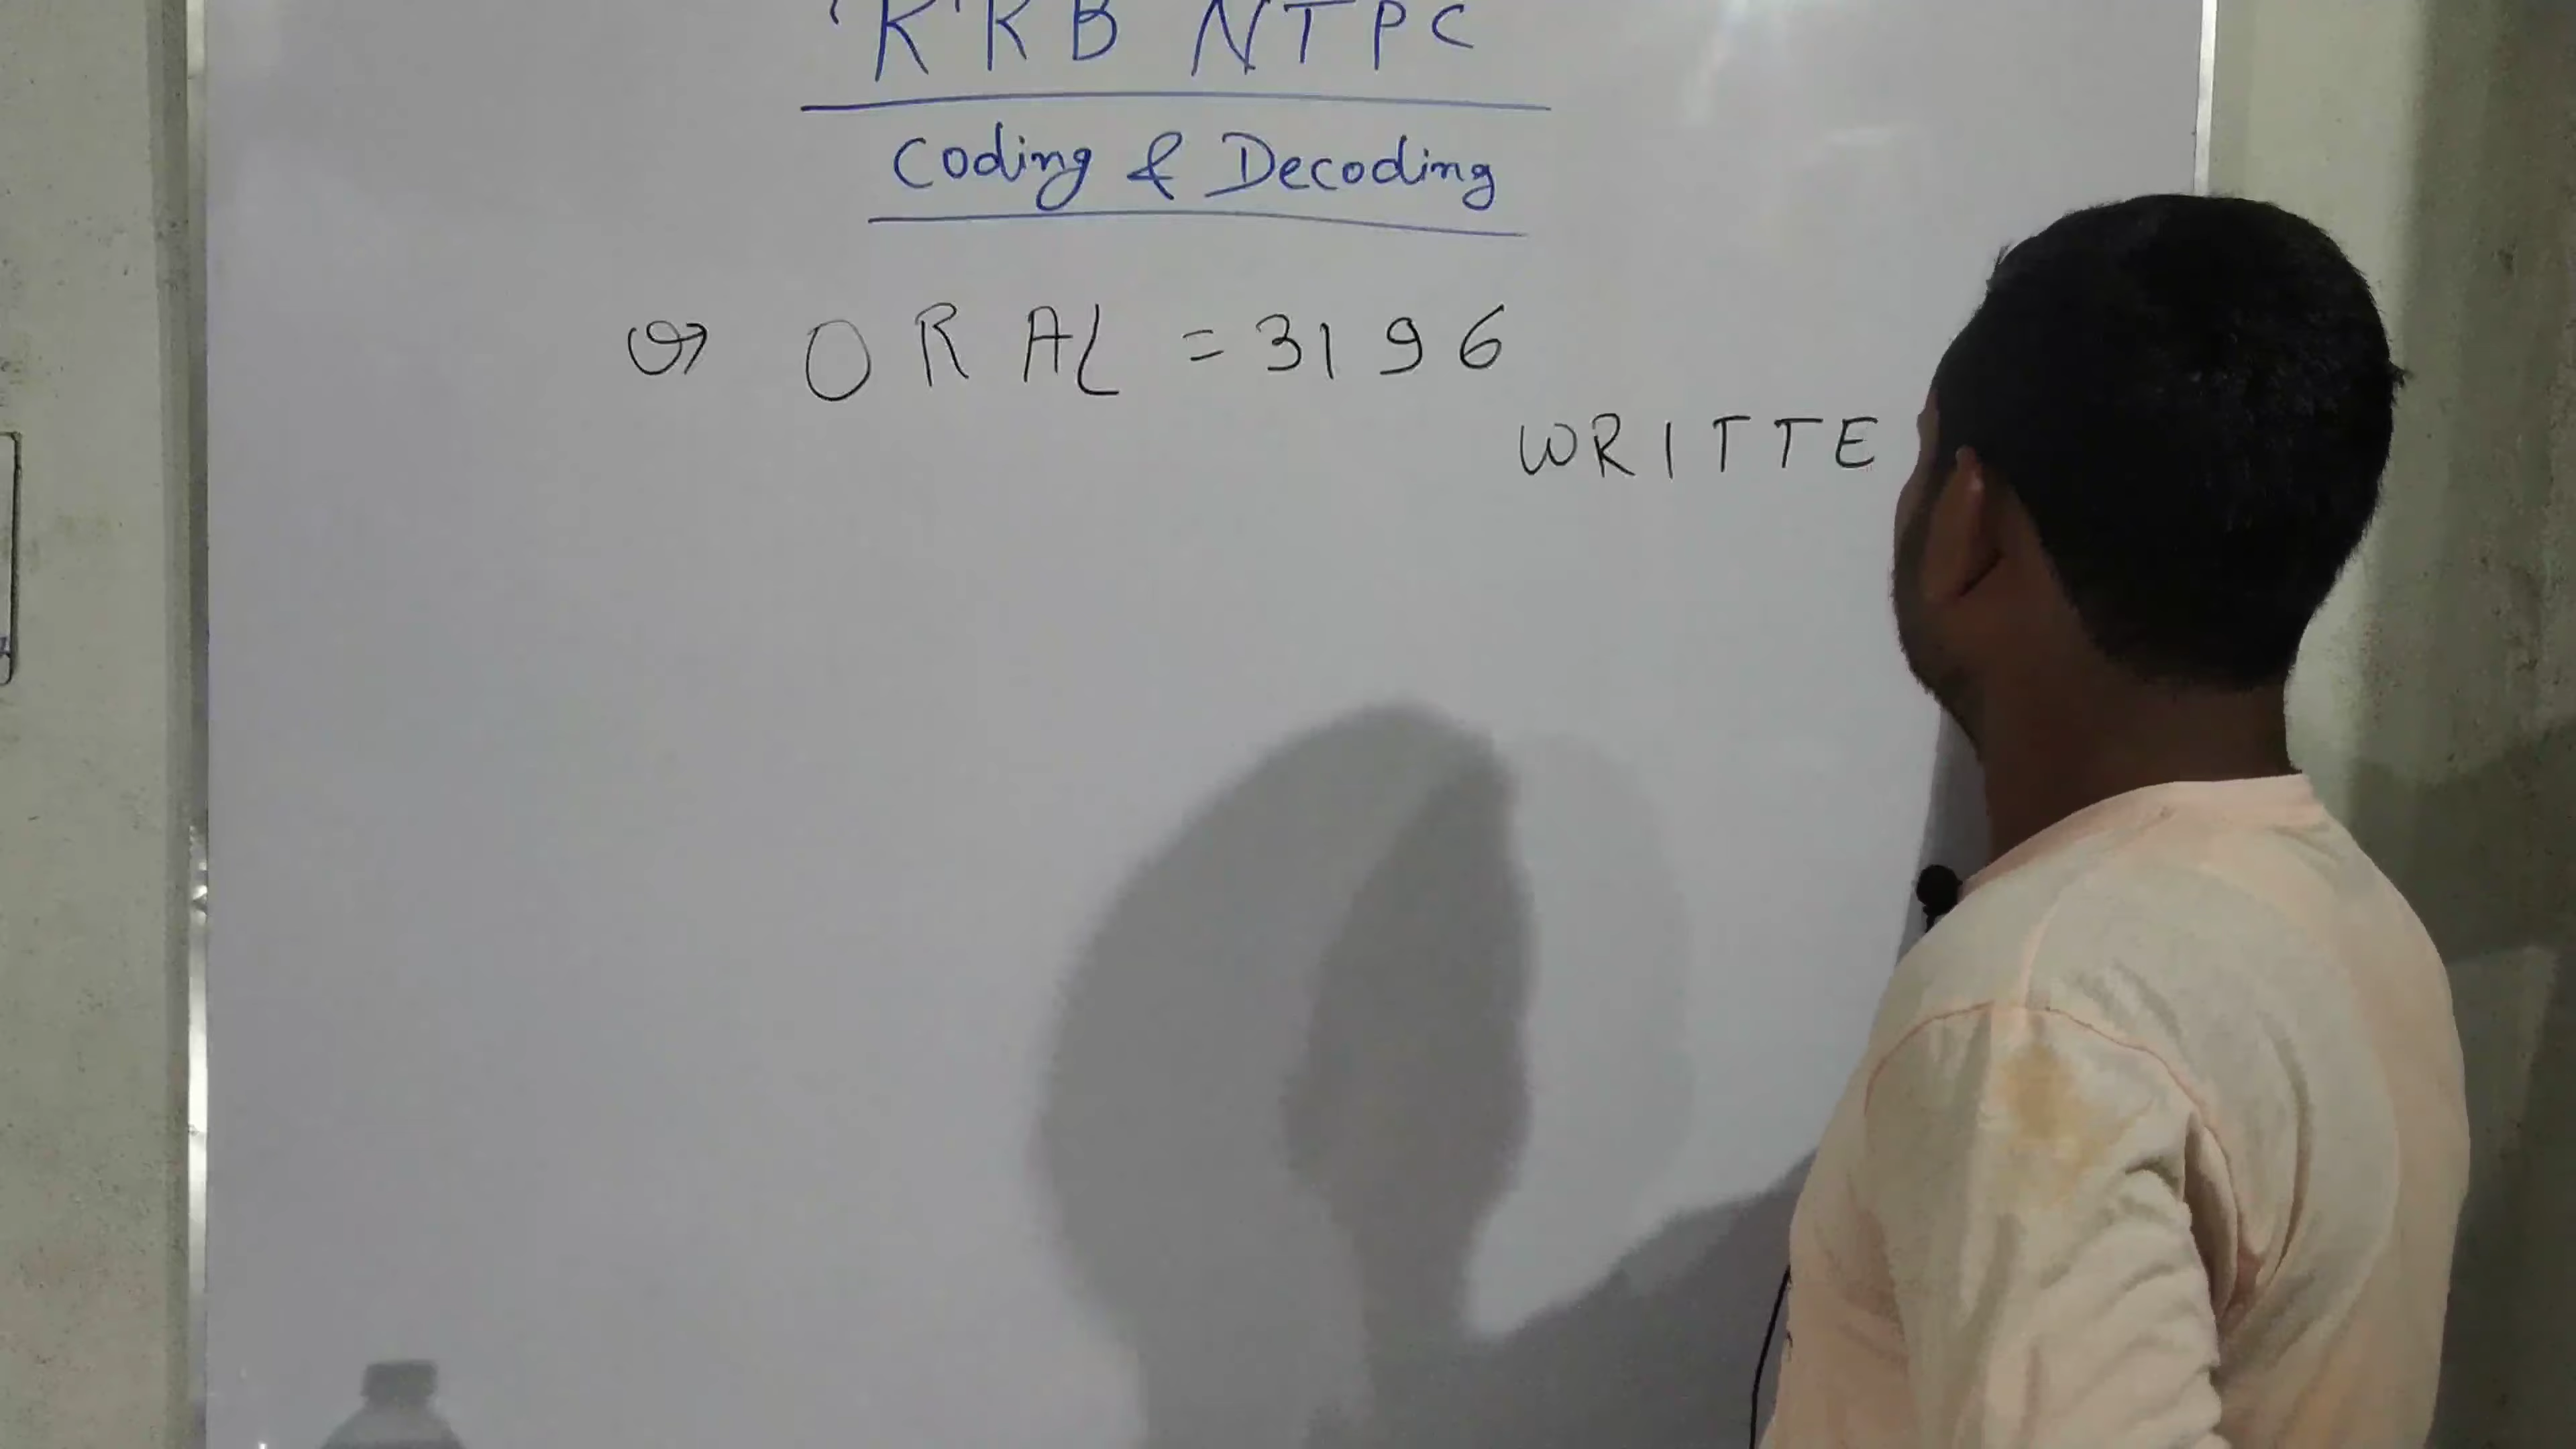 RRB NTPC
Coding & Decoding
ORAL = 3196
WRITTE